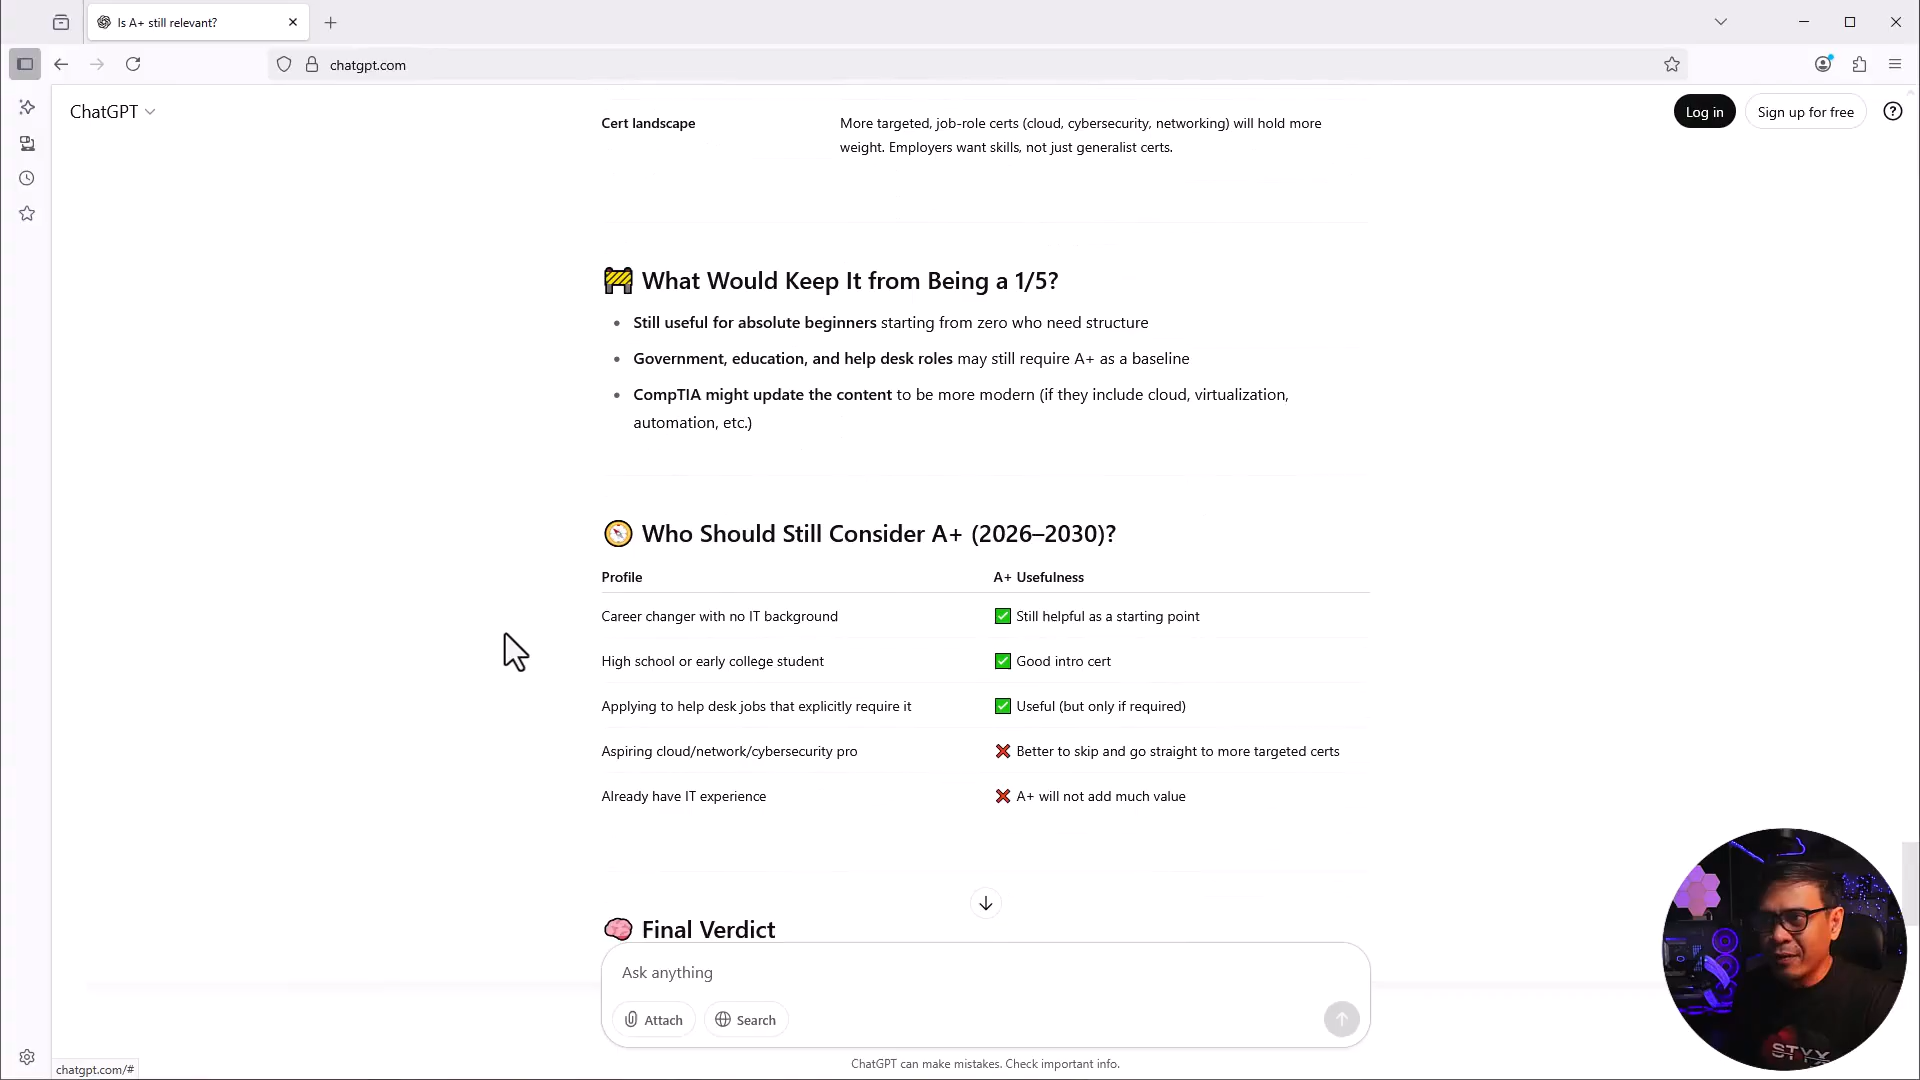 Is A+ still relevant?
chatgpt.com
ChatGPT
Log in
Sign up for free
Cert landscape
More targeted, job-role certs (cloud, cybersecurity, networking) will hold more
weight. Employers want skills, not just generalist certs.
What Would Keep It from Being a 1/5?
Still useful for absolute beginners starting from zero who need structure
Government, education, and help desk roles may still require A+ as a baseline
CompTIA might update the content to be more modern (if they include cloud, virtualization,
automation, etc.)
Who Should Still Consider A+ (2026–2030)?
Profile A+ Usefulness
Career changer with no IT background ✅ Still helpful as a starting point
High school or early college student ✅ Good intro cert
Applying to help desk jobs that explicitly require it ✅ Useful (but only if required)
Aspiring cloud/network/cybersecurity pro ❌ Better to skip and go straight to more targeted certs
Already have IT experience ❌ A+ will not add much value
Final Verdict
Ask anything
Attach
Search
ChatGPT can make mistakes. Check important info.
chatgpt.com/#
STYX